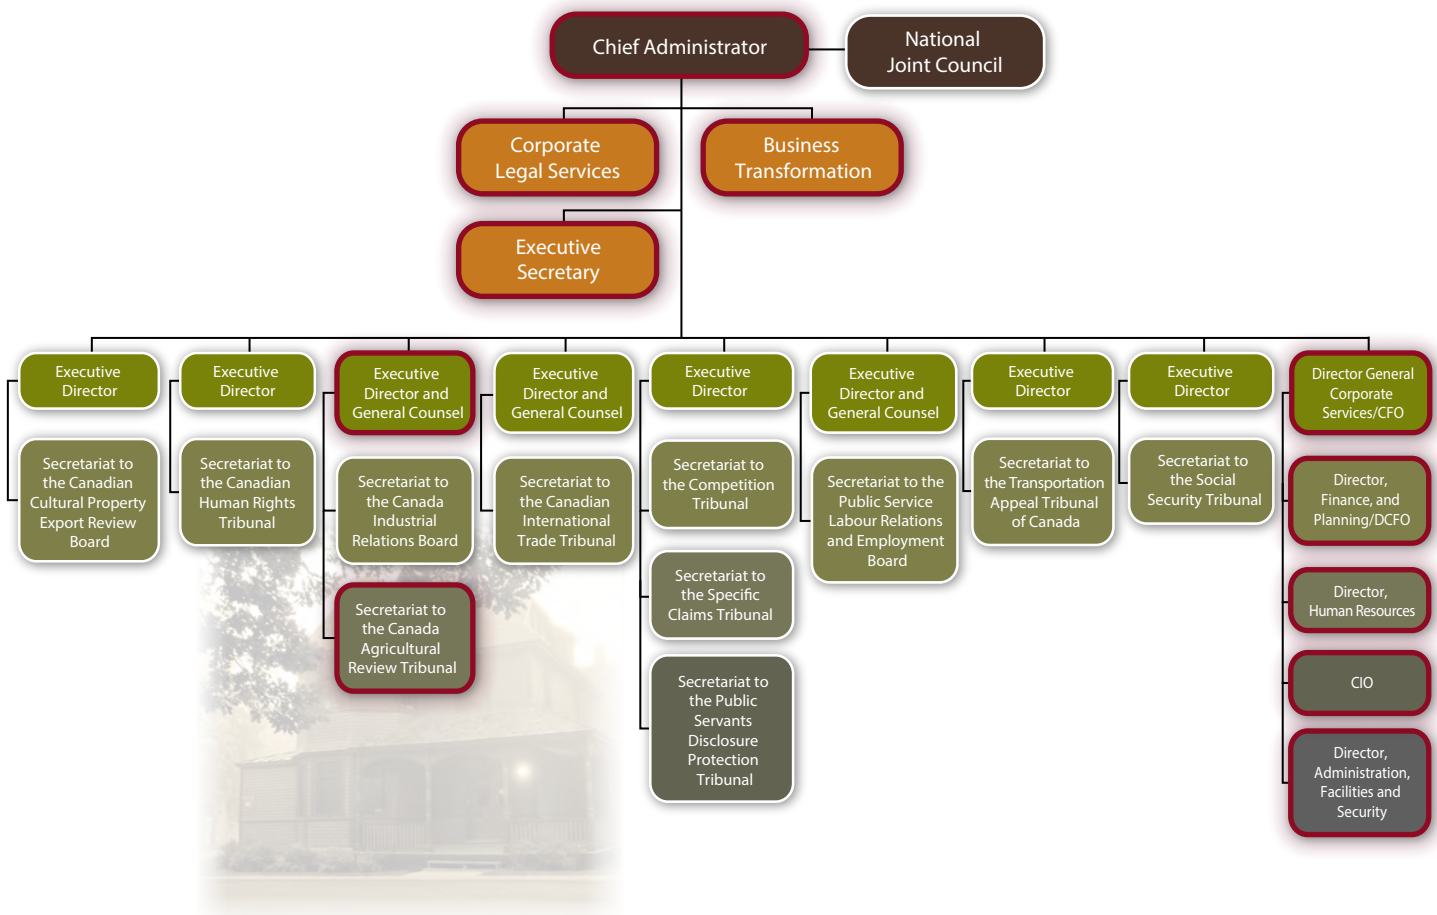 Chief Administrator
National
Joint Council
Corporate
Legal Services
Business
Transformation
Executive
Secretary
Executive
Director
Secretariat to
the Canadian
Cultural Property
Export Review
Board
Executive
Director
Secretariat to
the Canadian
Human Rights
Tribunal
Executive
Director and
General Counsel
Secretariat to
the Canada
Industrial
Relations Board
Secretariat to
the Canada
Agricultural
Review Tribunal
Executive
Director and
General Counsel
Secretariat to
the Canadian
International
Trade Tribunal
Executive
Director
Secretariat to
the Competition
Tribunal
Secretariat to
the Specific
Claims Tribunal
Secretariat to
the Public
Servants
Disclosure
Protection
Tribunal
Executive
Director and
General Counsel
Secretariat to the
Public Service
Labour Relations
and Employment
Board
Executive
Director
Secretariat to
the Transportation
Appeal Tribunal
of Canada
Executive
Director
Secretariat to
the Social
Security Tribunal
Director General
Corporate
Services/CFO
Director,
Finance, and
Planning/DCFO
Director,
Human Resources
CIO
Director,
Administration,
Facilities and
Security